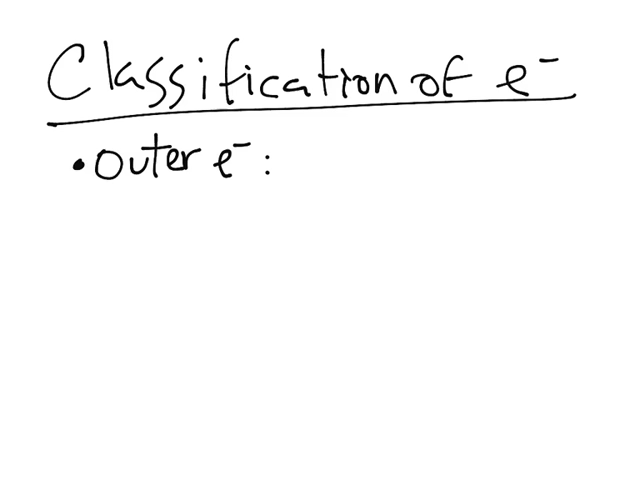 Classification of e⁻
• Outer e⁻: